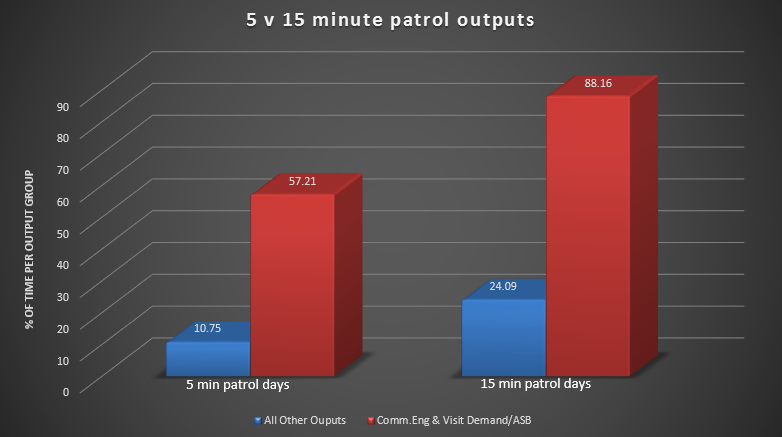 5 v 15 minute patrol outputs
% OF TIME PER OUTPUT GROUP
90
80
70
60
50
40
30
20
10
0
10.75
57.21
24.09
88.16
5 min patrol days
15 min patrol days
All Other Ouputs
Comm.Eng & Visit Demand/ASB